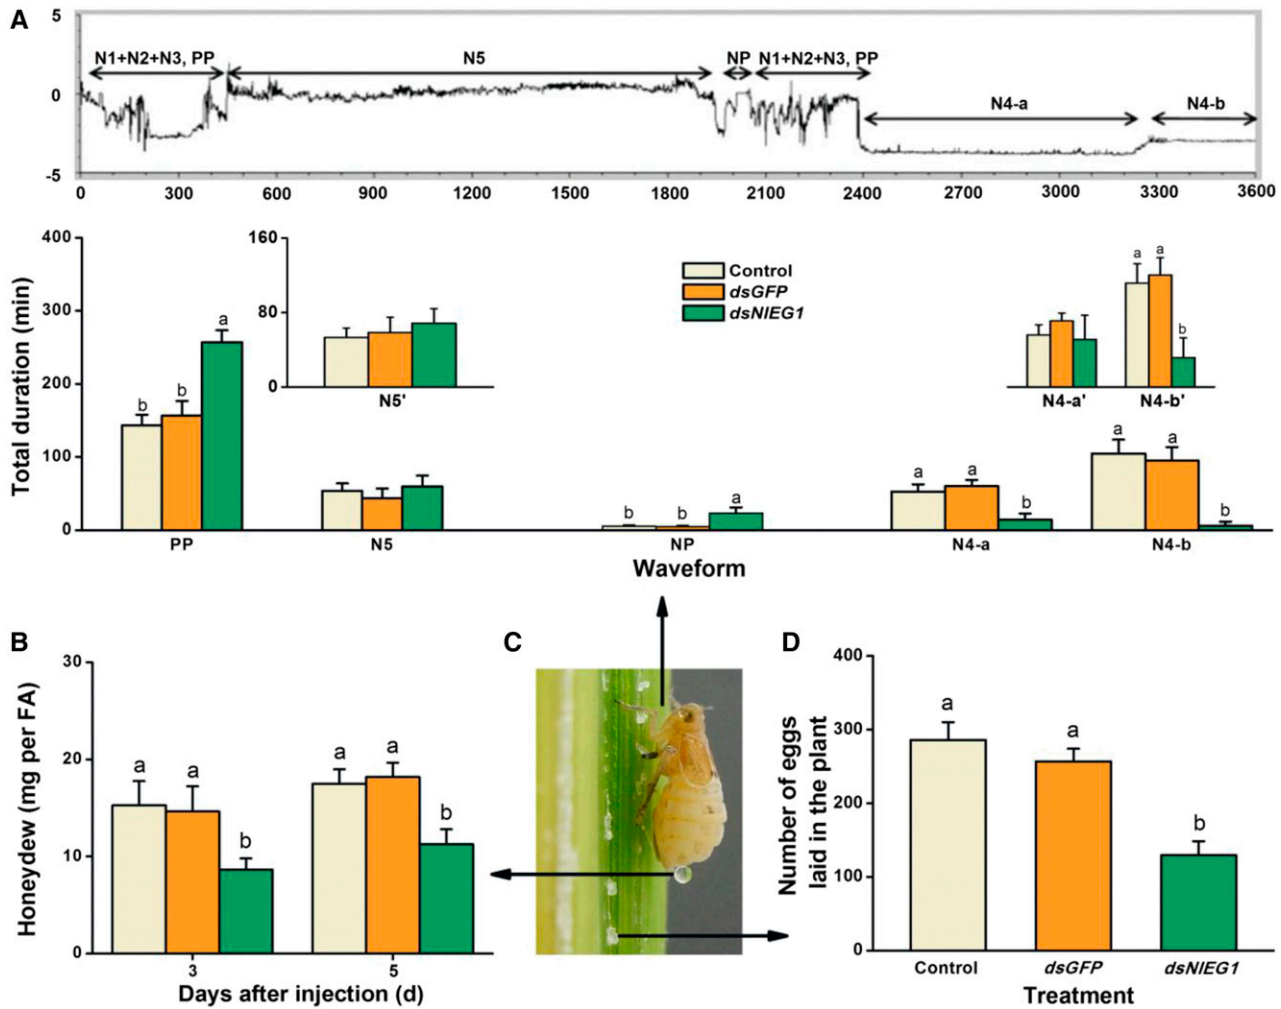 A
5
0
-5
N1+N2+N3, PP
N5
NP
N1+N2+N3, PP
N4-a
N4-b
0 300 600 900 1200 1500 1800 2100 2400 2700 3000 3300 3600
Total duration (min)
400
300
200
100
0
b b a
b b a
a a b
a a b
PP N5 NP N4-a N4-b
Waveform
160
80
0
N5'
Control
dsGFP
dsNlEG1
a a b
N4-a' N4-b'
B
Honeydew (mg per FA)
30
20
10
0
a a b
a a b
3 5
Days after injection (d)
C
D
Number of eggs
laid in the plant
400
300
200
100
0
a a b
Control dsGFP dsNlEG1
Treatment